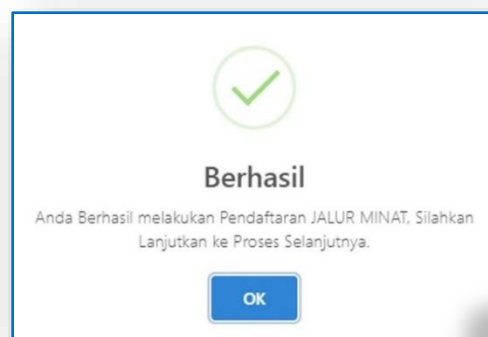 Berhasil
Anda Berhasil melakukan Pendaftaran JALUR MINAT, Silahkan
Lanjutkan ke Proses Selanjutnya.
OK